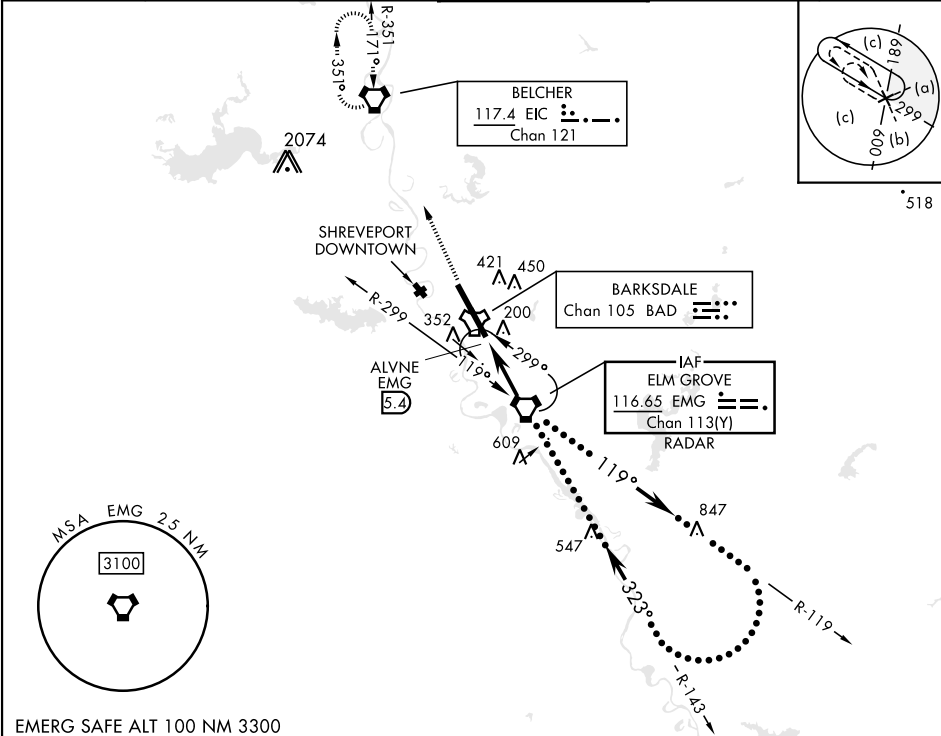 R-351
171°
351°
BELCHER
117.4 EIC
Chan 121
2074
(c)
189
(a)
299
(c)
(b)
009
518
SHREVEPORT
DOWNTOWN
421
450
BARKSDALE
Chan 105 BAD
R-299
352
200
299°
119°
ALVNE
EMG
5.4
IAF
ELM GROVE
116.65 EMG
Chan 113(Y)
RADAR
609
119°
847
547
323°
R-119
R-143
MSA EMG 25 NM
3100
EMERG SAFE ALT 100 NM 3300